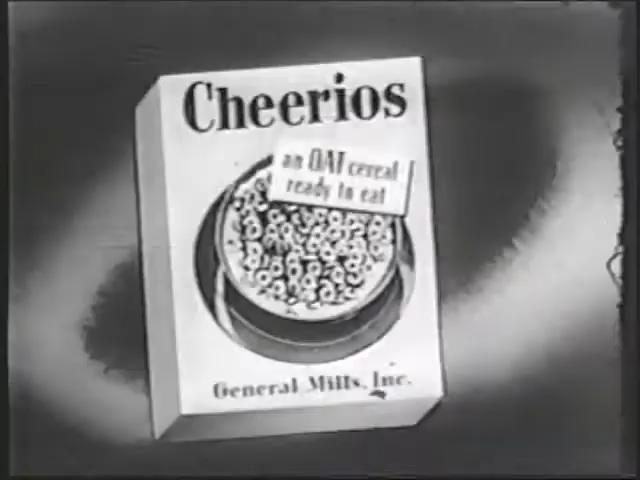 Cheerios
an OAT cereal
ready to eat
General Mills, Inc.